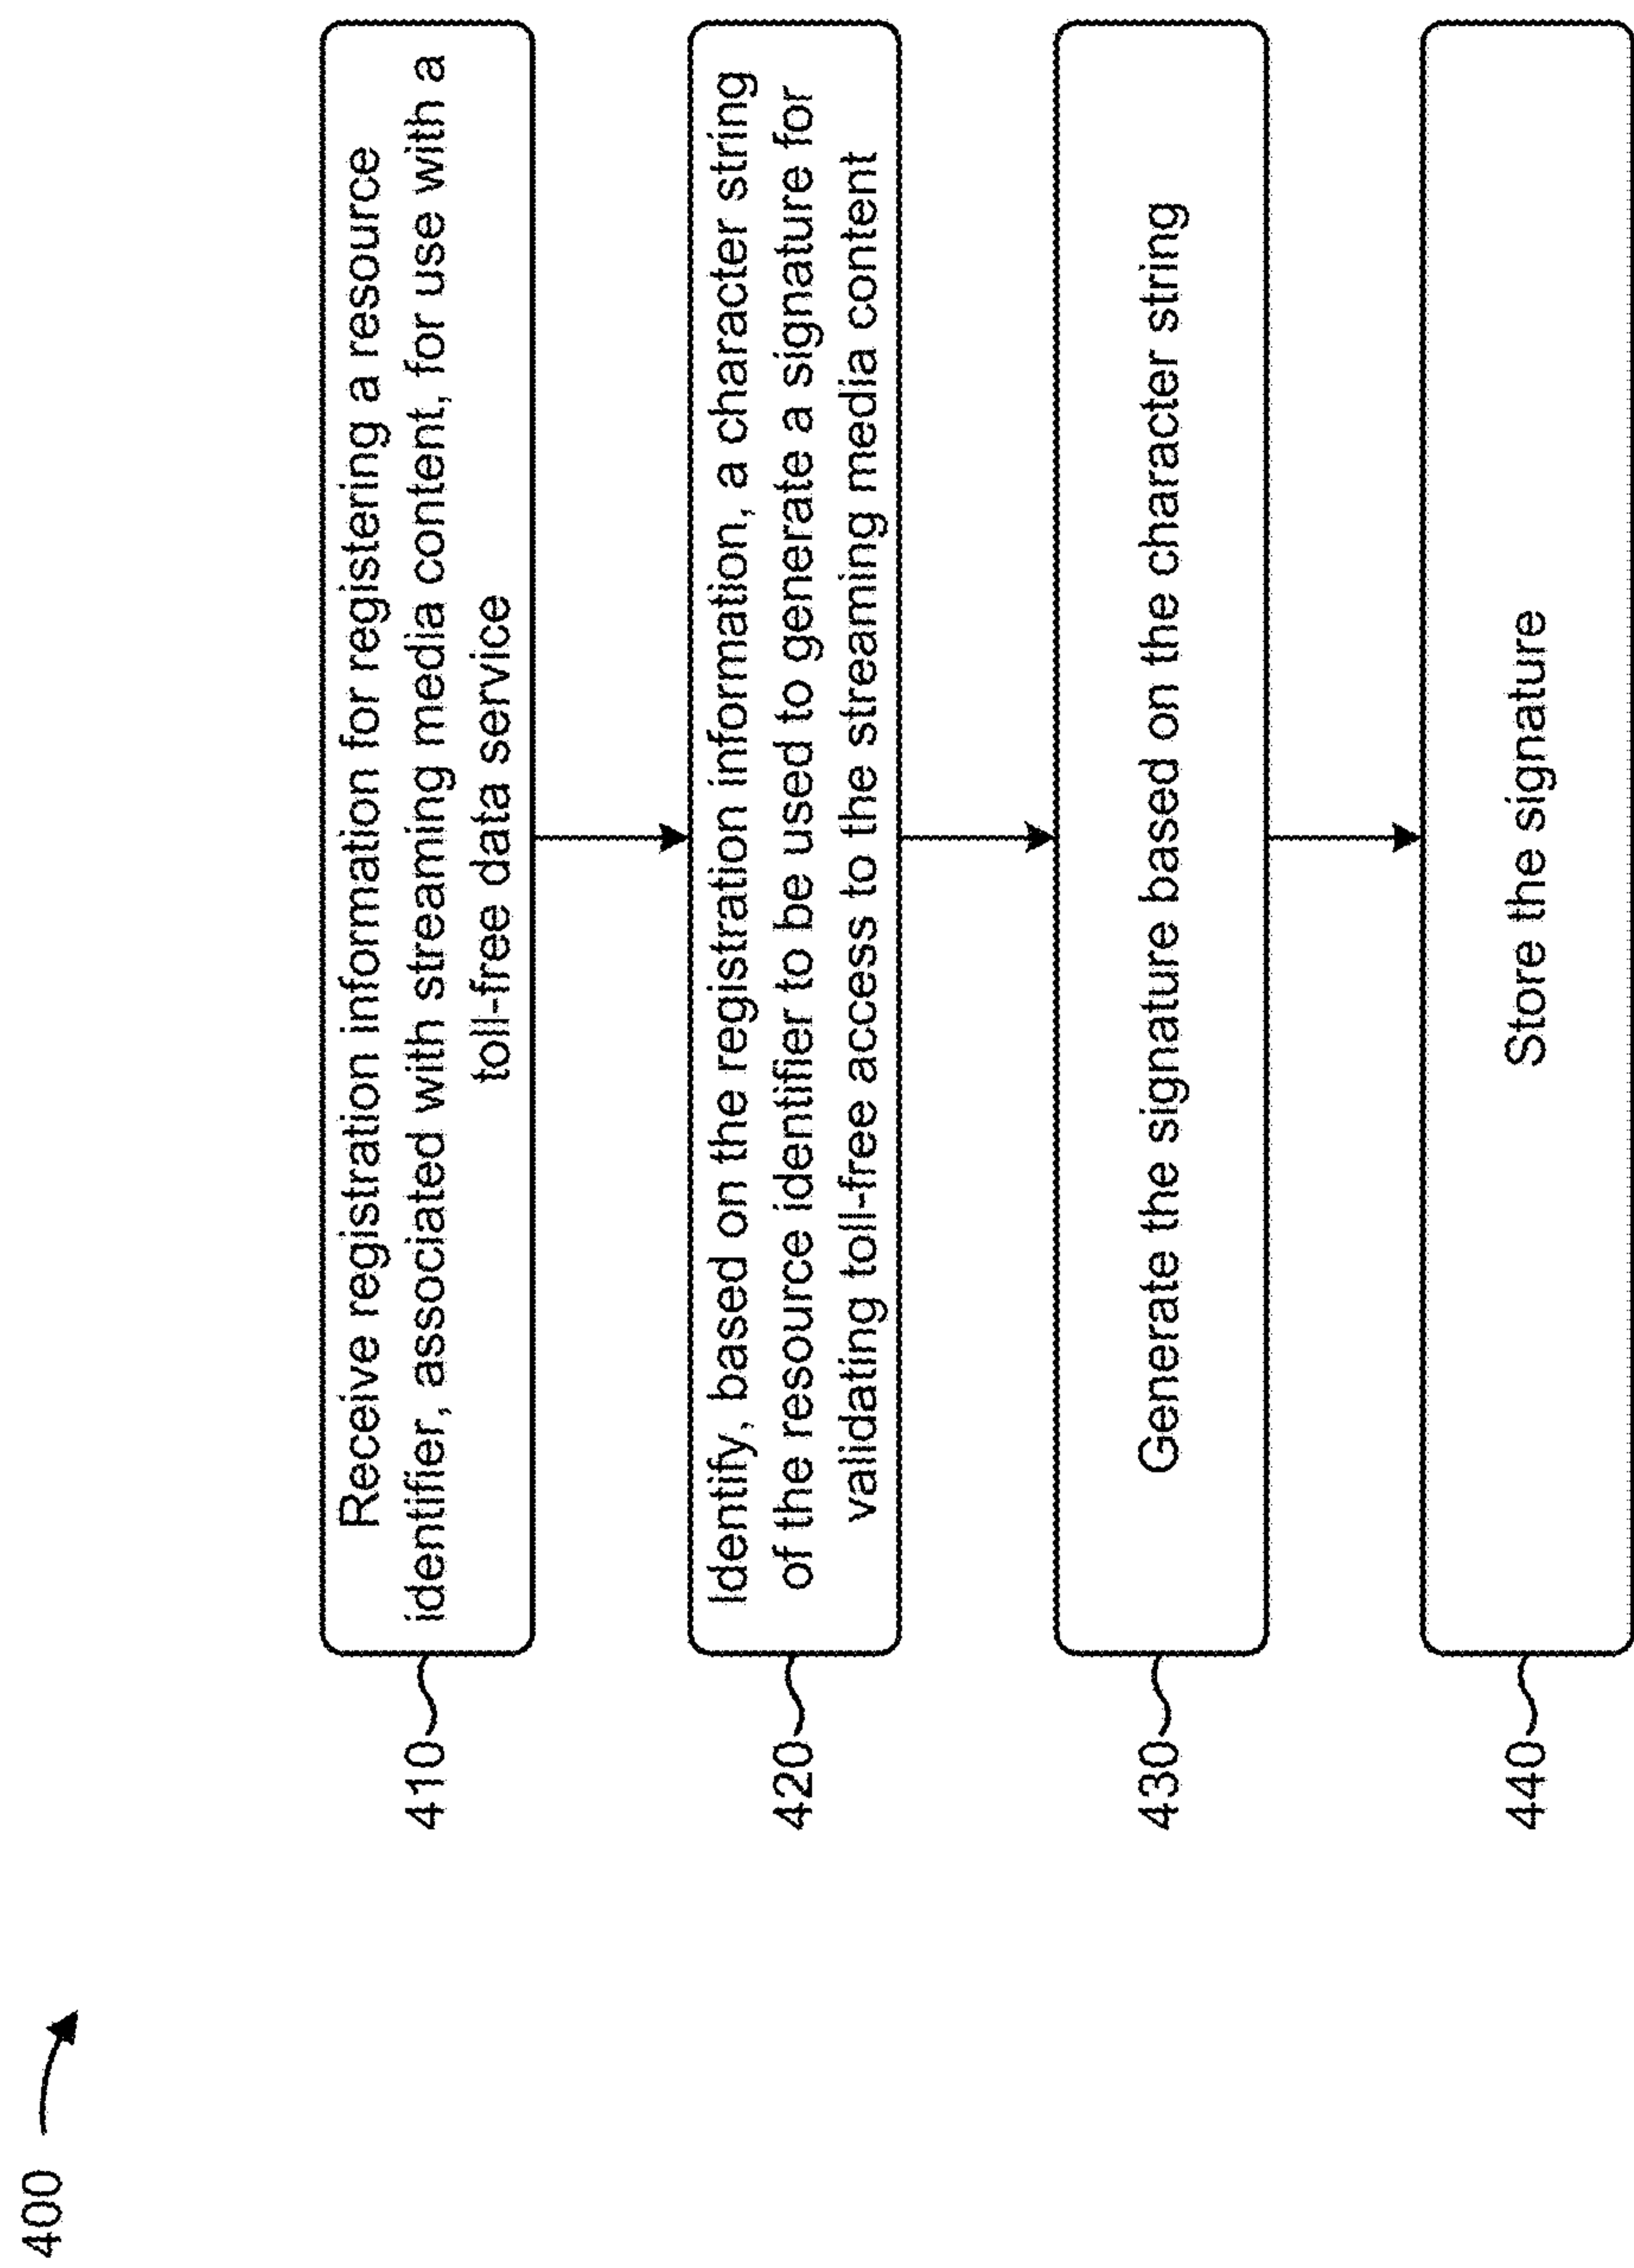 400
410
Receive registration information for registering a resource
identifier, associated with streaming media content, for use with a
toll-free data service
420
Identify, based on the registration information, a character string
of the resource identifier to be used to generate a signature for
validating toll-free access to the streaming media content
430
Generate the signature based on the character string
440
Store the signature